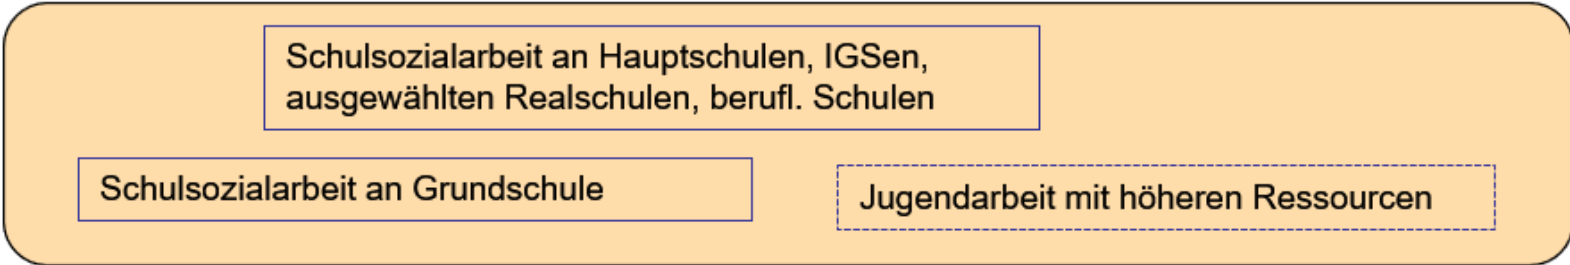 Schulsozialarbeit an Hauptschulen, IGSen,
ausgewählten Realschulen, berufl. Schulen
Schulsozialarbeit an Grundschule
Jugendarbeit mit höheren Ressourcen